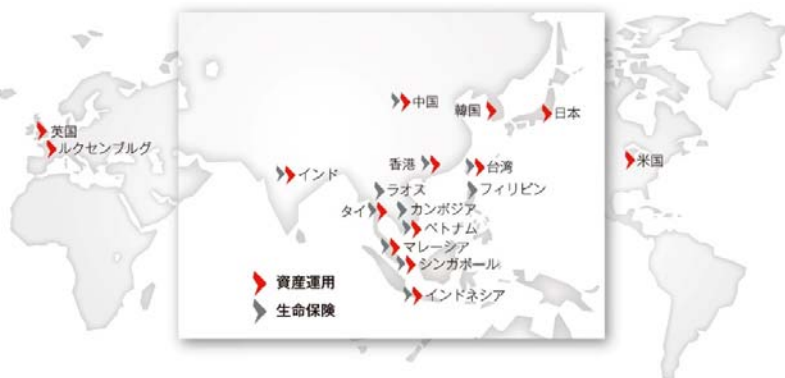 中国
韓国
日本
英国
ルクセンブルグ
香港
台湾
米国
インド
ラオス
フィリピン
タイ
カンボジア
ベトナム
マレーシア
シンガポール
インドネシア
資産運用
生命保険